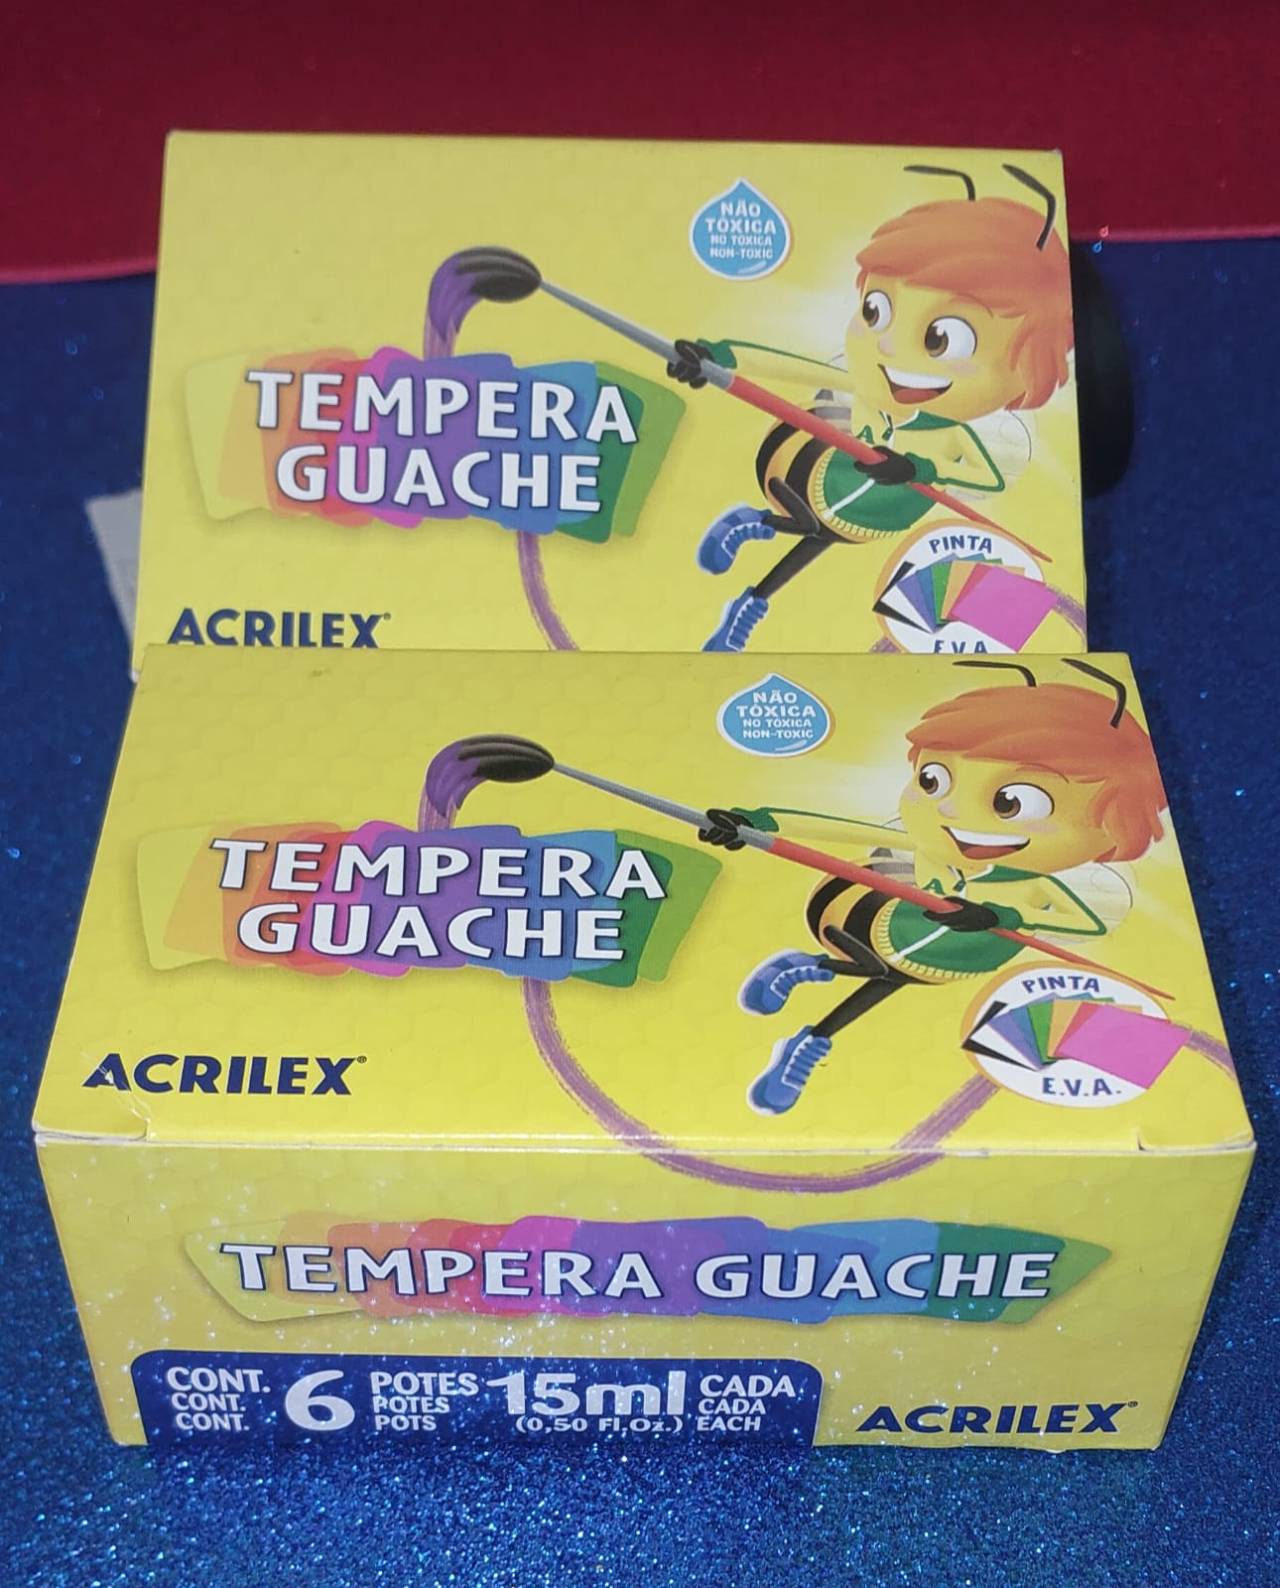 NÃO
TÓXICA
NO TÓXICA
NON-TOXIC
TEMPERA
GUACHE
A
PINTA
E.V.A
ACRILEX®
NÃO
TÓXICA
NO TÓXICA
NON-TOXIC
TEMPERA
GUACHE
A
PINTA
E.V.A.
ACRILEX®
TEMPERA GUACHE
CONT. 6 POTES 15ml CADA
CONT. POTES (0,50 Fl.Oz.) CADA
CONT. POTS EACH
ACRILEX®